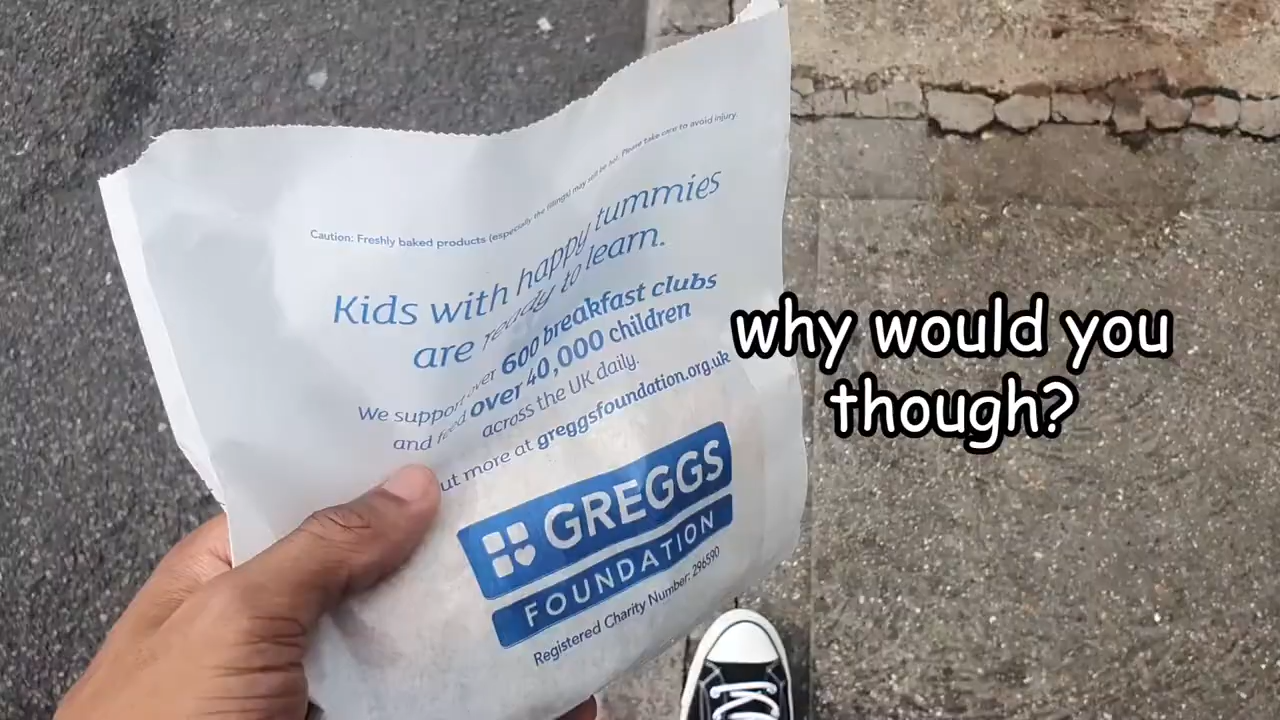 Caution: Freshly baked products (especially the fillings) may still be hot. Please take care to avoid injury.
Kids with happy tummies
are ready to learn.
We support over 600 breakfast clubs
and feed over 40,000 children
across the UK daily.
out more at greggsfoundation.org.uk
GREGGS
FOUNDATION
Registered Charity Number: 296590
why would you
though?